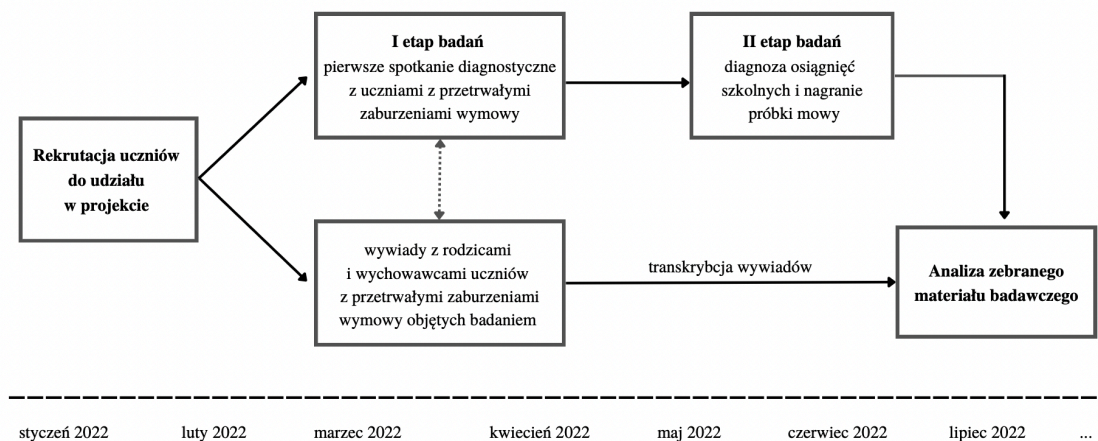 Rekrutacja uczniów
do udziału
w projekcie
I etap badań
pierwsze spotkanie diagnostyczne
z uczniami z przetrwałymi
zaburzeniami wymowy
II etap badań
diagnoza osiągnięć
szkolnych i nagranie
próbki mowy
wywiady z rodzicami
i wychowawcami uczniów
z przetrwałymi zaburzeniami
wymowy objętych badaniem
transkrybcja wywiadów
Analiza zebranego
materiału badawczego
styczeń 2022 luty 2022 marzec 2022 kwiecień 2022 maj 2022 czerwiec 2022 lipiec 2022 ...